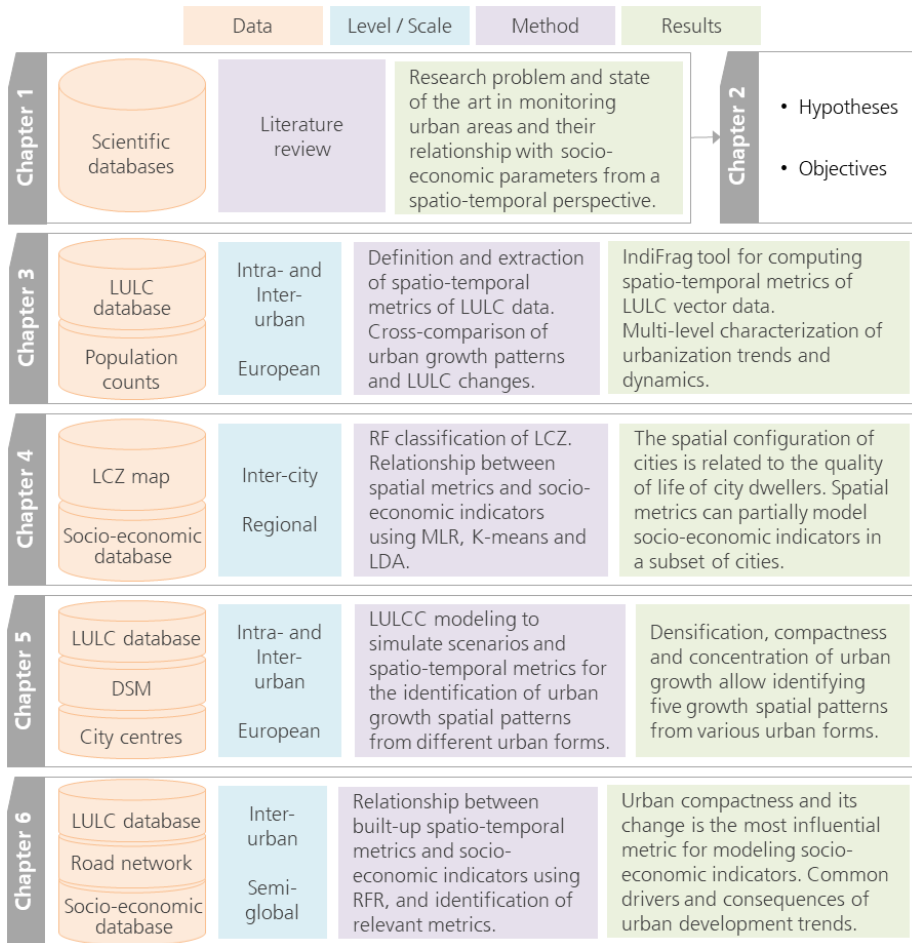 Data
Level / Scale
Method
Results
Chapter 1
Scientific
databases
Literature
review
Research problem and state
of the art in monitoring
urban areas and their
relationship with socio-
economic parameters from a
spatio-temporal perspective.
Chapter 2
• Hypotheses
• Objectives
Chapter 3
LULC
database
Population
counts
Intra- and
Inter-
urban
European
Definition and extraction
of spatio-temporal
metrics of LULC data.
Cross-comparison of
urban growth patterns
and LULC changes.
IndiFrag tool for computing
spatio-temporal metrics of
LULC vector data.
Multi-level characterization of
urbanization trends and
dynamics.
Chapter 4
LCZ map
Socio-economic
database
Inter-city
Regional
RF classification of LCZ.
Relationship between
spatial metrics and socio-
economic indicators
using MLR, K-means and
LDA.
The spatial configuration of
cities is related to the quality
of life of city dwellers. Spatial
metrics can partially model
socio-economic indicators in
a subset of cities.
Chapter 5
LULC database
DSM
City centres
Intra- and
Inter-
urban
European
LULCC modeling to
simulate scenarios and
spatio-temporal metrics for
the identification of urban
growth spatial patterns
from different urban forms.
Densification, compactness
and concentration of urban
growth allow identifying
five growth spatial patterns
from various urban forms.
Chapter 6
LULC database
Road network
Socio-economic
database
Inter-
urban
Semi-
global
Relationship between
built-up spatio-temporal
metrics and socio-
economic indicators using
RFR, and identification of
relevant metrics.
Urban compactness and its
change is the most influential
metric for modeling socio-
economic indicators. Common
drivers and consequences of
urban development trends.